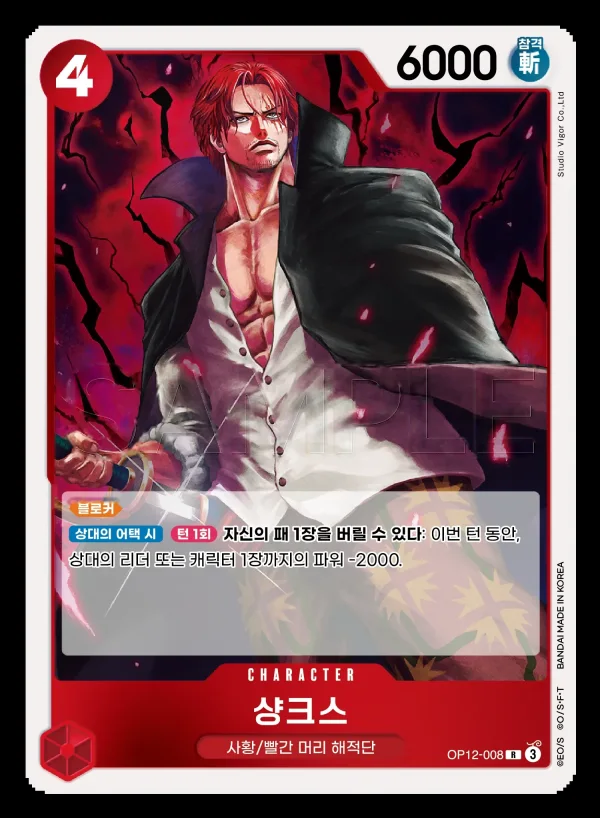 4
6000
참격
斬
Studio Vigor Co.,Ltd
SAMPLE
블로커
상대의 어택 시 턴 1회 자신의 패 1장을 버릴 수 있다: 이번 턴 동안,
상대의 리더 또는 캐릭터 1장까지의 파워 -2000.
CHARACTER
샹크스
사황/빨간 머리 해적단
OP12-008 R 3
©EO/S ©O/S·F·T BANDAI MADE IN KOREA